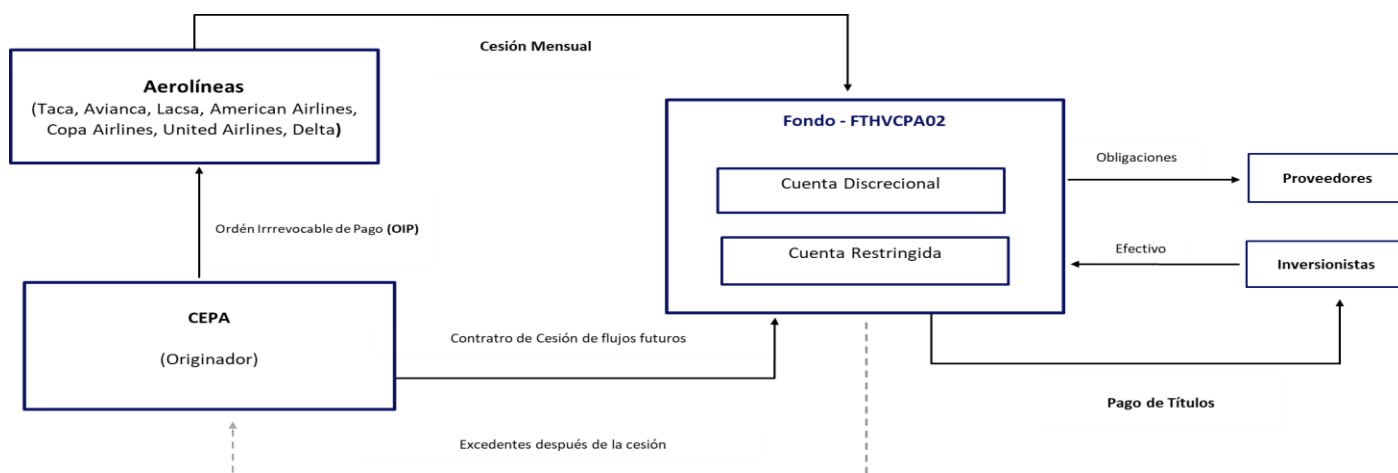 Cesión Mensual
Aerolíneas
(Taca, Avianca, Lacsa, American Airlines,
Copa Airlines, United Airlines, Delta)
Fondo - FTHVCPA02
Cuenta Discrecional
Cuenta Restringida
Obligaciones
Proveedores
Efectivo
Inversionistas
Ordén Irrrevocable de Pago (OIP)
CEPA
(Originador)
Contratro de Cesión de flujos futuros
Pago de Títulos
Excedentes después de la cesión